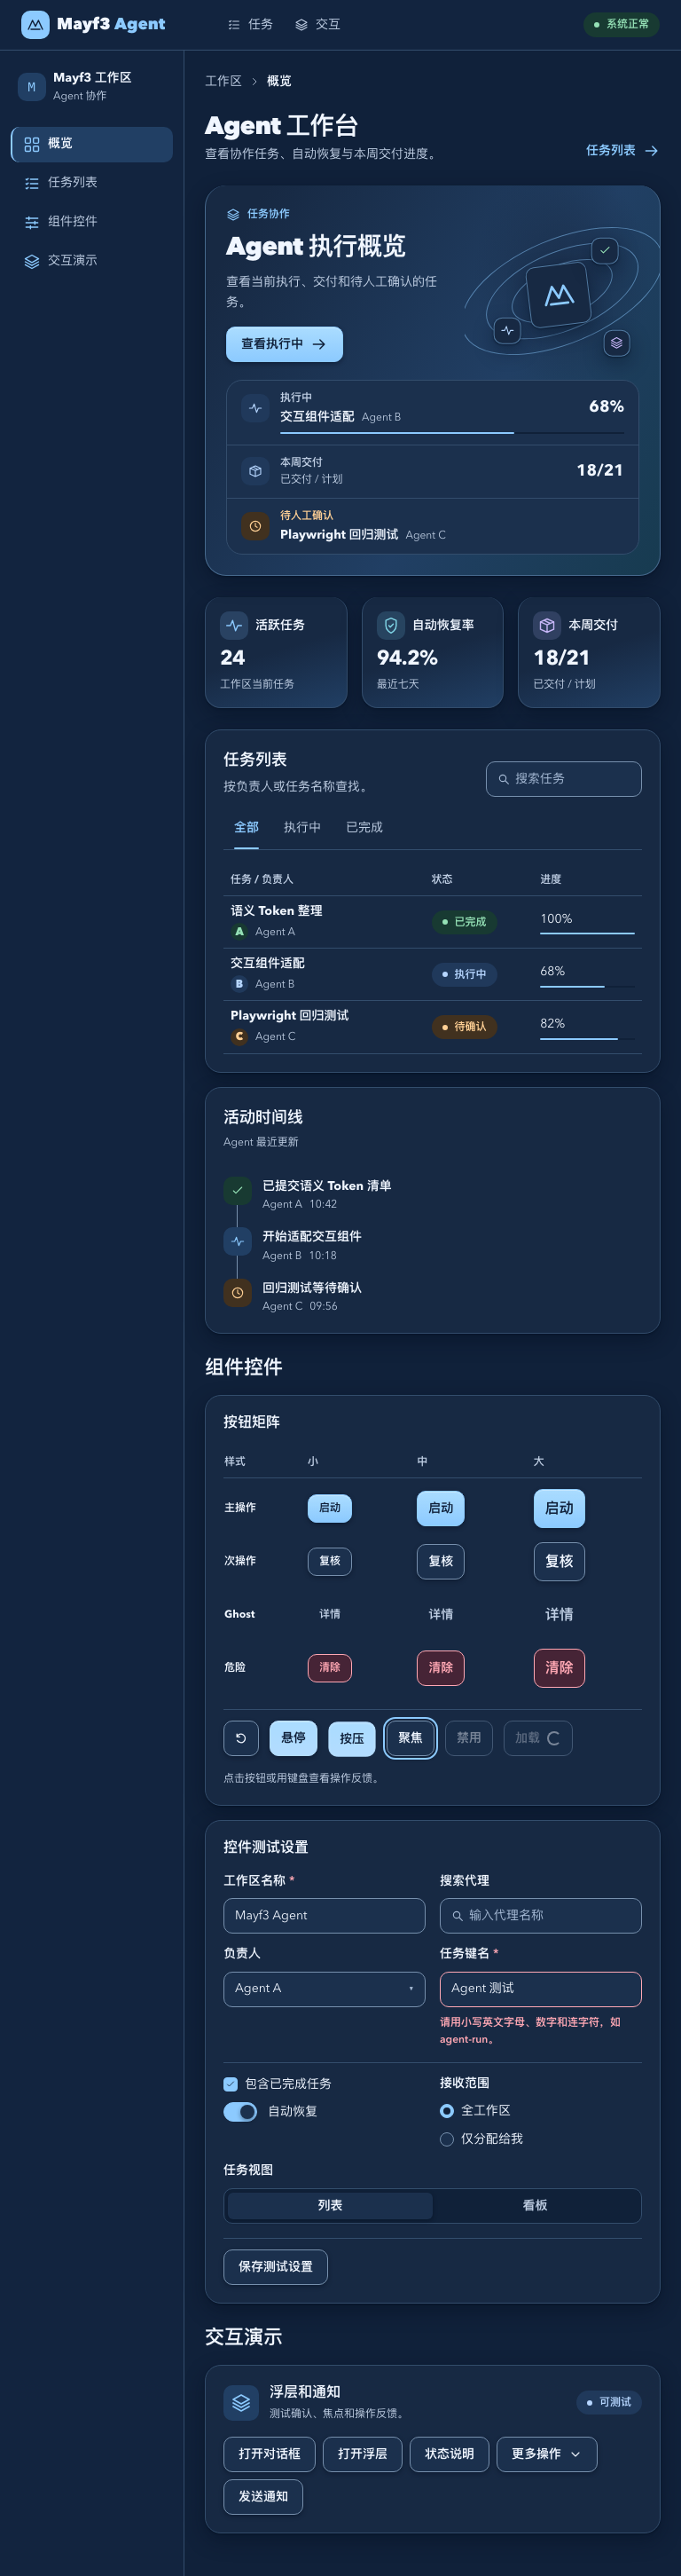 Mayf3 Agent
任务
交互
系统正常
M
Mayf3 工作区
Agent 协作
概览
任务列表
组件控件
交互演示
工作区 > 概览
Agent 工作台
查看协作任务、自动恢复与本周交付进度。
任务列表 →
任务协作
Agent 执行概览
查看当前执行、交付和待人工确认的任
务。
查看执行中 →
执行中
交互组件适配 Agent B
68%
本周交付
已交付 / 计划
18/21
待人工确认
Playwright 回归测试 Agent C
活跃任务
24
工作区当前任务
自动恢复率
94.2%
最近七天
本周交付
18/21
已交付 / 计划
任务列表
按负责人或任务名称查找。
搜索任务
全部 执行中 已完成
任务 / 负责人 状态 进度
语义 Token 整理
A Agent A
已完成
100%
交互组件适配
B Agent B
执行中
68%
Playwright 回归测试
C Agent C
待确认
82%
活动时间线
Agent 最近更新
已提交语义 Token 清单
Agent A 10:42
开始适配交互组件
Agent B 10:18
回归测试等待确认
Agent C 09:56
组件控件
按钮矩阵
样式 小 中 大
主操作 启动 启动 启动
次操作 复核 复核 复核
Ghost 详情 详情 详情
危险 清除 清除 清除
悬停 按压 聚焦 禁用 加载
点击按钮或用键盘查看操作反馈。
控件测试设置
工作区名称 *
Mayf3 Agent
搜索代理
输入代理名称
负责人
Agent A
任务键名 *
Agent 测试
请用小写英文字母、数字和连字符，如
agent-run。
包含已完成任务
自动恢复
接收范围
全工作区
仅分配给我
任务视图
列表 看板
保存测试设置
交互演示
浮层和通知
测试确认、焦点和操作反馈。
可测试
打开对话框 打开浮层 状态说明 更多操作
发送通知